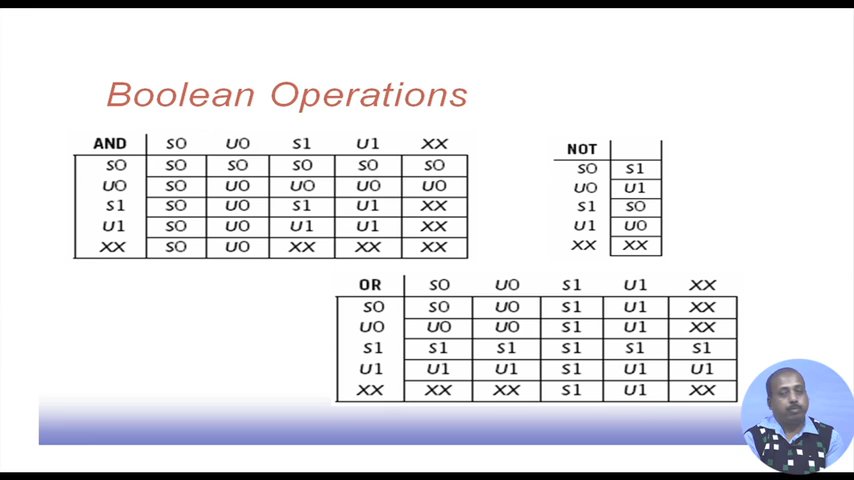 Boolean Operations
AND S0 U0 S1 U1 XX
S0 S0 S0 S0 S0 S0
U0 S0 U0 U0 U0 U0
S1 S0 U0 S1 U1 XX
U1 S0 U0 U1 U1 XX
XX S0 U0 XX XX XX
NOT
S0 S1
U0 U1
S1 S0
U1 U0
XX XX
OR S0 U0 S1 U1 XX
S0 S0 U0 S1 U1 XX
U0 U0 U0 S1 U1 XX
S1 S1 S1 S1 S1 S1
U1 U1 U1 S1 U1 U1
XX XX XX S1 U1 XX